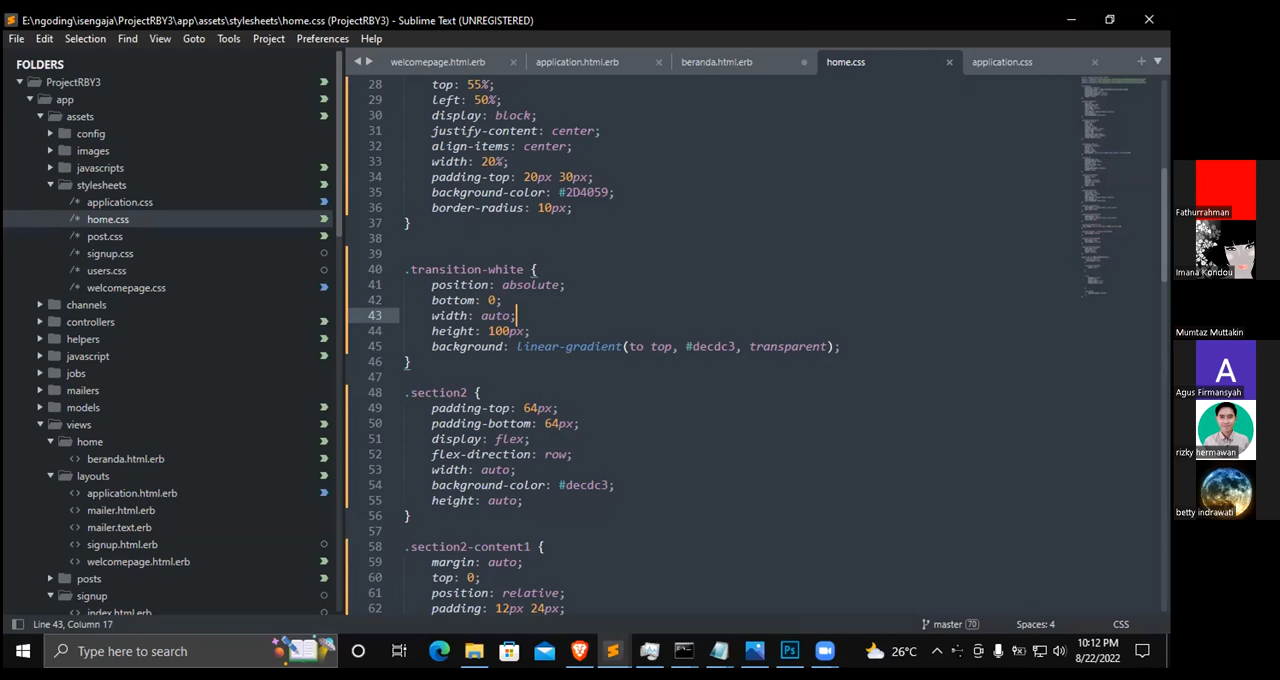 E:\ngoding\isengaja\ProjectRBY3\app\assets\stylesheets\home.css (ProjectRBY3) - Sublime Text (UNREGISTERED)
File Edit Selection Find View Goto Tools Project Preferences Help
FOLDERS
ProjectRBY3
app
assets
config
images
javascripts
stylesheets
application.css
home.css
post.css
signup.css
users.css
welcomepage.css
channels
controllers
helpers
javascript
jobs
mailers
models
views
home
beranda.html.erb
layouts
application.html.erb
mailer.html.erb
mailer.text.erb
signup.html.erb
welcomepage.html.erb
posts
signup
index.html.erb
welcomepage.html.erb application.html.erb beranda.html.erb home.css application.css
28 top: 55%;
29 left: 50%;
30 display: block;
31 justify-content: center;
32 align-items: center;
33 width: 20%;
34 padding-top: 20px 30px;
35 background-color: #2D4059;
36 border-radius: 10px;
37 }
38
39
40 .transition-white {
41 position: absolute;
42 bottom: 0;
43 width: auto;
44 height: 100px;
45 background: linear-gradient(to top, #decdc3, transparent);
46 }
47
48 .section2 {
49 padding-top: 64px;
50 padding-bottom: 64px;
51 display: flex;
52 flex-direction: row;
53 width: auto;
54 background-color: #decdc3;
55 height: auto;
56 }
57
58 .section2-content1 {
59 margin: auto;
60 top: 0;
61 position: relative;
62 padding: 12px 24px;
Line 43, Column 17
master 70
Spaces: 4
CSS
Type here to search
26°C
10:12 PM
8/22/2022
Fathurrahman
Imana Kondou
Mumtaz Muttakin
A
Agus Firmansyah
rizky hermawan
betty indrawati